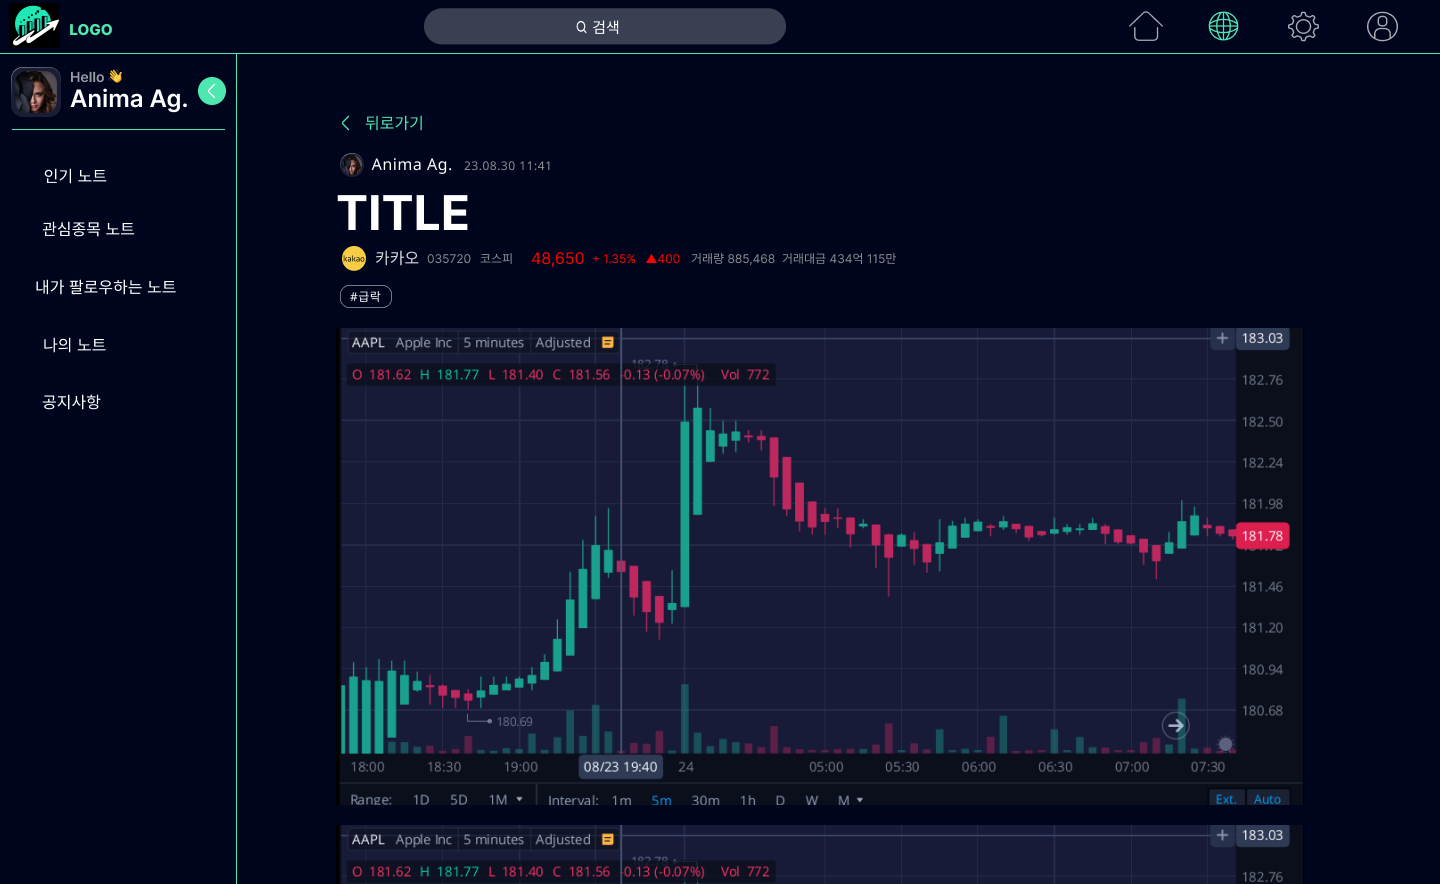 LOGO
검색
Hello 👋
Anima Ag.
인기 노트
관심종목 노트
내가 팔로우하는 노트
나의 노트
공지사항
뒤로가기
Anima Ag. 23.08.30 11:41
TITLE
kakao 카카오 035720 코스피 48,650 + 1.35% ▲400 거래량 885,468 거래대금 434억 115만
#급락
AAPL Apple Inc 5 minutes Adjusted
183.03
O 181.62 H 181.77 L 181.40 C 181.56 -0.13 (-0.07%) Vol 772
182.76
182.50
182.24
181.98
181.78
181.46
181.20
180.94
180.68
180.69
18:00 18:30 19:00 08/23 19:40 24 05:00 05:30 06:00 06:30 07:00 07:30
Range: 1D 5D 1M ▼ Interval: 1m 5m 30m 1h D W M ▼ Ext. Auto
AAPL Apple Inc 5 minutes Adjusted
183.03
O 181.62 H 181.77 L 181.40 C 181.56 -0.13 (-0.07%) Vol 772
182.76